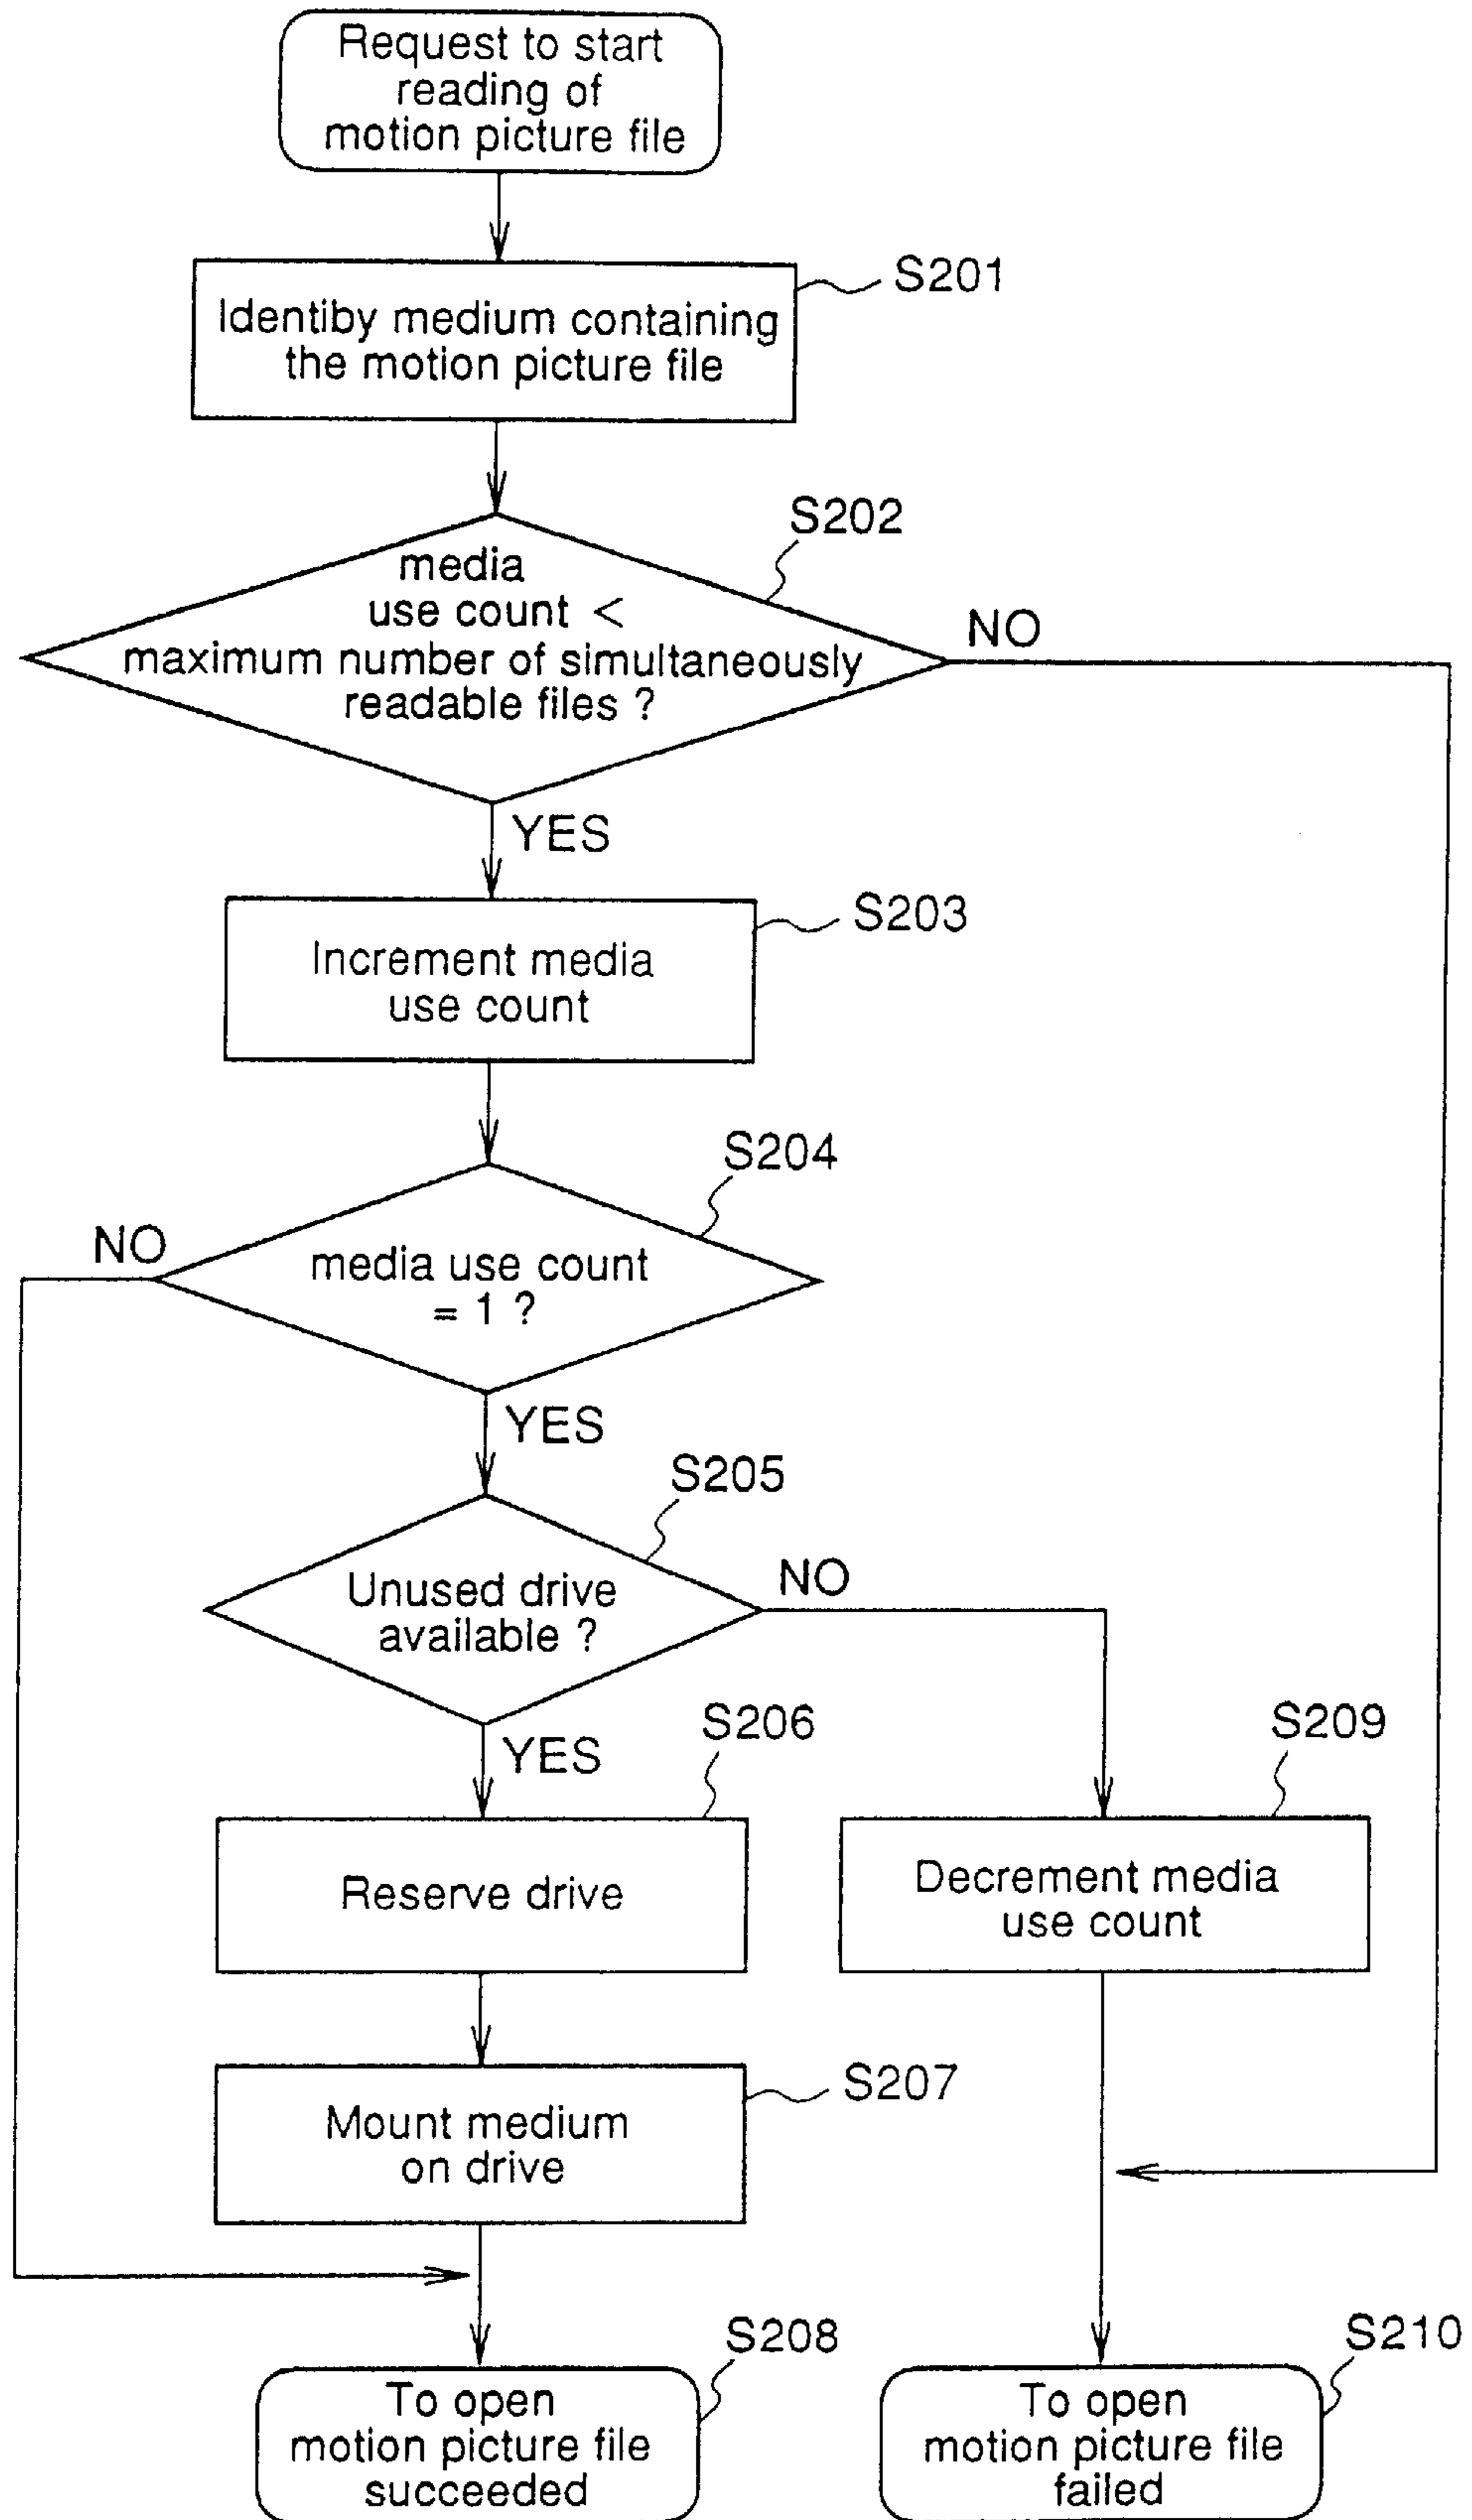 Request to start
reading of
motion picture file
S201
Identiby medium containing
the motion picture file
S202
media
use count <
maximum number of simultaneously
readable files ?
NO
YES
S203
Increment media
use count
S204
NO
media use count
= 1 ?
YES
S205
Unused drive
available ?
NO
YES
S206
S209
Reserve drive
Decrement media
use count
S207
Mount medium
on drive
S208
S210
To open
motion picture file
succeeded
To open
motion picture file
failed